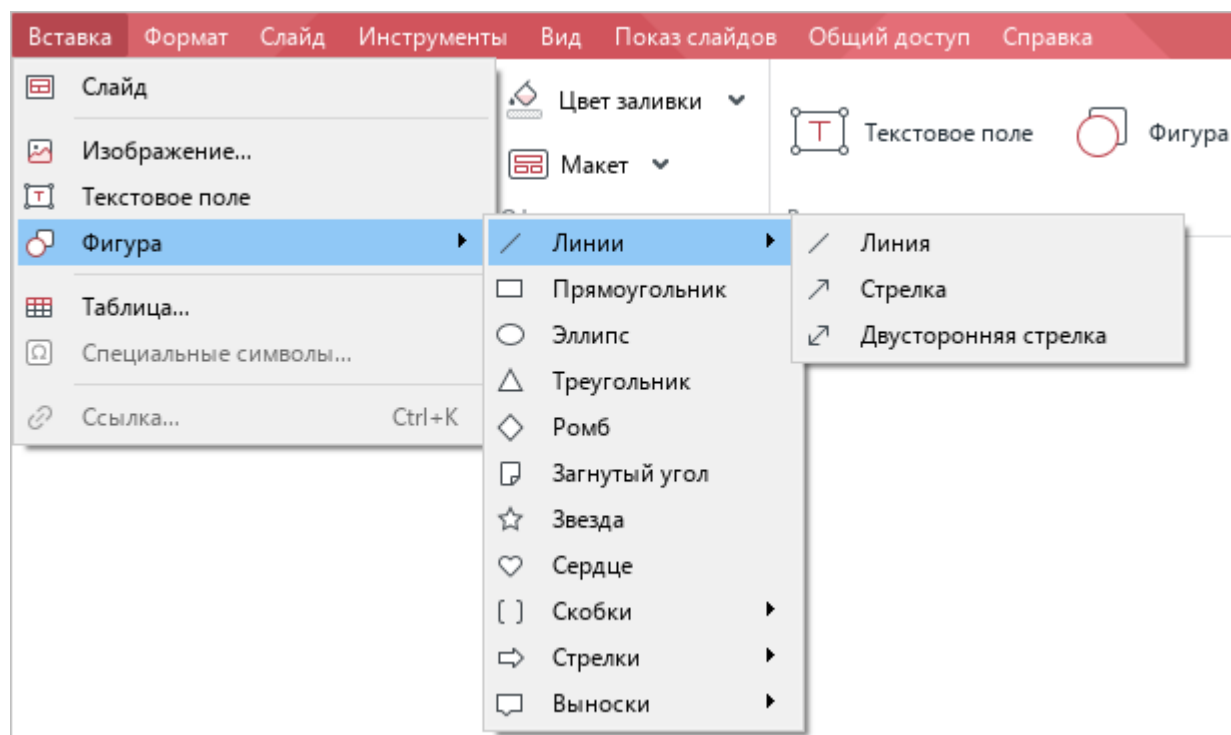 Вставка Формат Слайд Инструменты Вид Показ слайдов Общий доступ Справка
Слайд
Изображение...
Текстовое поле
Фигура
Таблица...
Специальные символы...
Ссылка... Ctrl+K
Цвет заливки
Макет
Текстовое поле
Фигура
Линии
Прямоугольник
Эллипс
Треугольник
Ромб
Загнутый угол
Звезда
Сердце
Скобки
Стрелки
Выноски
Линия
Стрелка
Двусторонняя стрелка